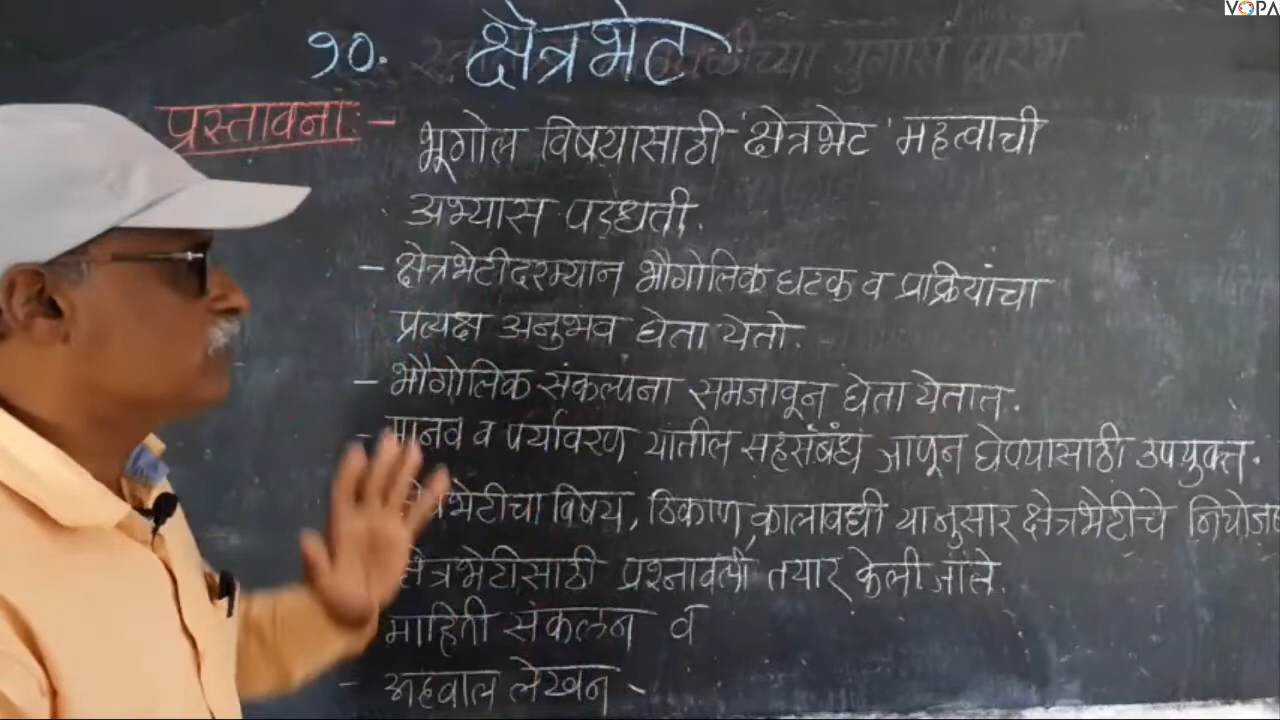 VOPA
१०. क्षेत्रभेट
प्रस्तावना :- भूगोल विषयासाठी 'क्षेत्रभेट' महत्वाची
अभ्यास पद्धती.
- क्षेत्रभेटीदरम्यान भौगोलिक घटक व प्रक्रियांचा
प्रत्यक्ष अनुभव घेता येतो.
- भौगोलिक संकल्पना समजावून घेता येतात.
- मानव व पर्यावरण यातील सहसंबंध जाणून घेण्यासाठी उपयुक्त.
क्षेत्रभेटीचा विषय, ठिकाण, कालावधी यानुसार क्षेत्रभेटीचे
क्षेत्रभेटीसाठी प्रश्नावली तयार केली जाते.
माहिती संकलन व
- अहवाल लेखन -